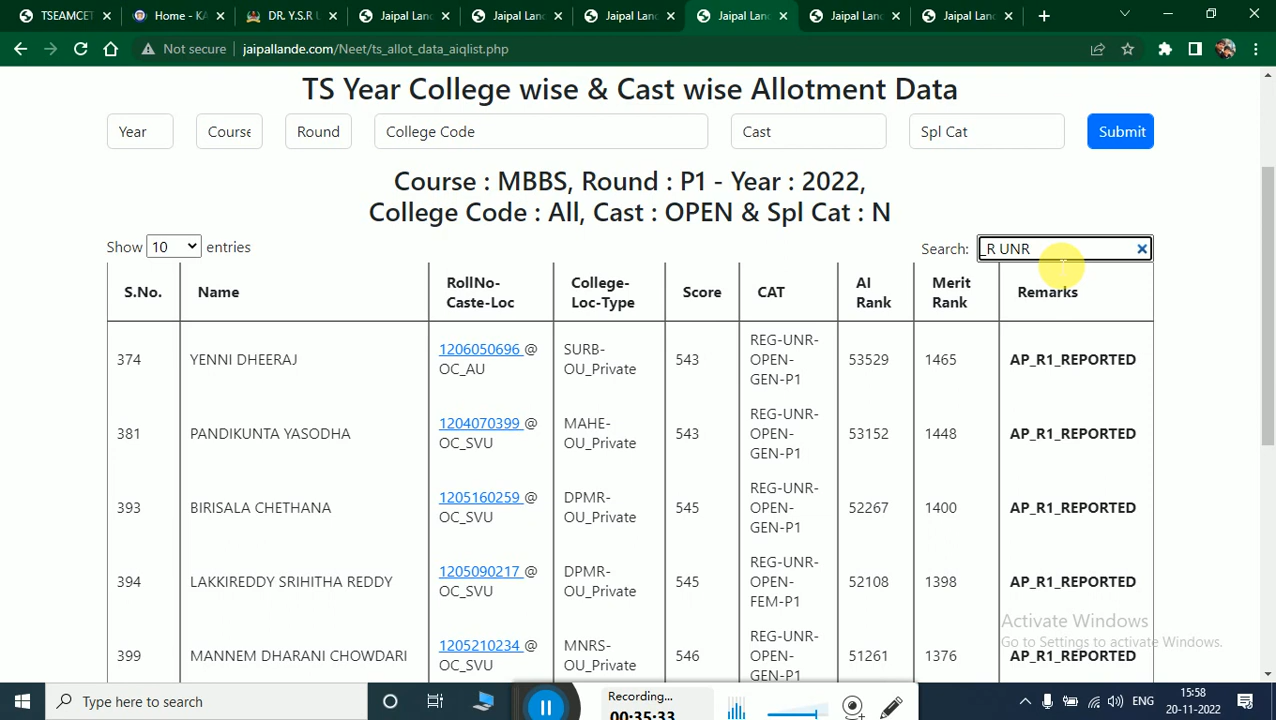 TSEAMCET
Home - KA
DR. Y.S.R U
Jaipal Land
Jaipal Land
Jaipal Land
Jaipal Land
Jaipal Land
Jaipal Land
Not secure
jaipallande.com/Neet/ts_allot_data_aiqlist.php
TS Year College wise & Cast wise Allotment Data
Year Course Round College Code Cast Spl Cat Submit
Course : MBBS, Round : P1 - Year : 2022,
College Code : All, Cast : OPEN & Spl Cat : N
Show 10 entries Search: _R UNR
S.No. Name RollNo-Caste-Loc College-Loc-Type Score CAT AI Rank Merit Rank Remarks
374 YENNI DHEERAJ 1206050696 @ OC_AU SURB-OU_Private 543 REG-UNR-OPEN-GEN-P1 53529 1465 AP_R1_REPORTED
381 PANDIKUNTA YASODHA 1204070399 @ OC_SVU MAHE-OU_Private 543 REG-UNR-OPEN-GEN-P1 53152 1448 AP_R1_REPORTED
393 BIRISALA CHETHANA 1205160259 @ OC_SVU DPMR-OU_Private 545 REG-UNR-OPEN-GEN-P1 52267 1400 AP_R1_REPORTED
394 LAKKIREDDY SRIHITHA REDDY 1205090217 @ OC_SVU DPMR-OU_Private 545 REG-UNR-OPEN-FEM-P1 52108 1398 AP_R1_REPORTED
399 MANNEM DHARANI CHOWDARI 1205210234 @ OC_SVU MNRS-OU_Private 546 REG-UNR-OPEN-GEN-P1 51261 1376 AP_R1_REPORTED
Activate Windows
Go to Settings to activate Windows.
Type here to search
Recording...
00:35:33
ENG
15:58
20-11-2022